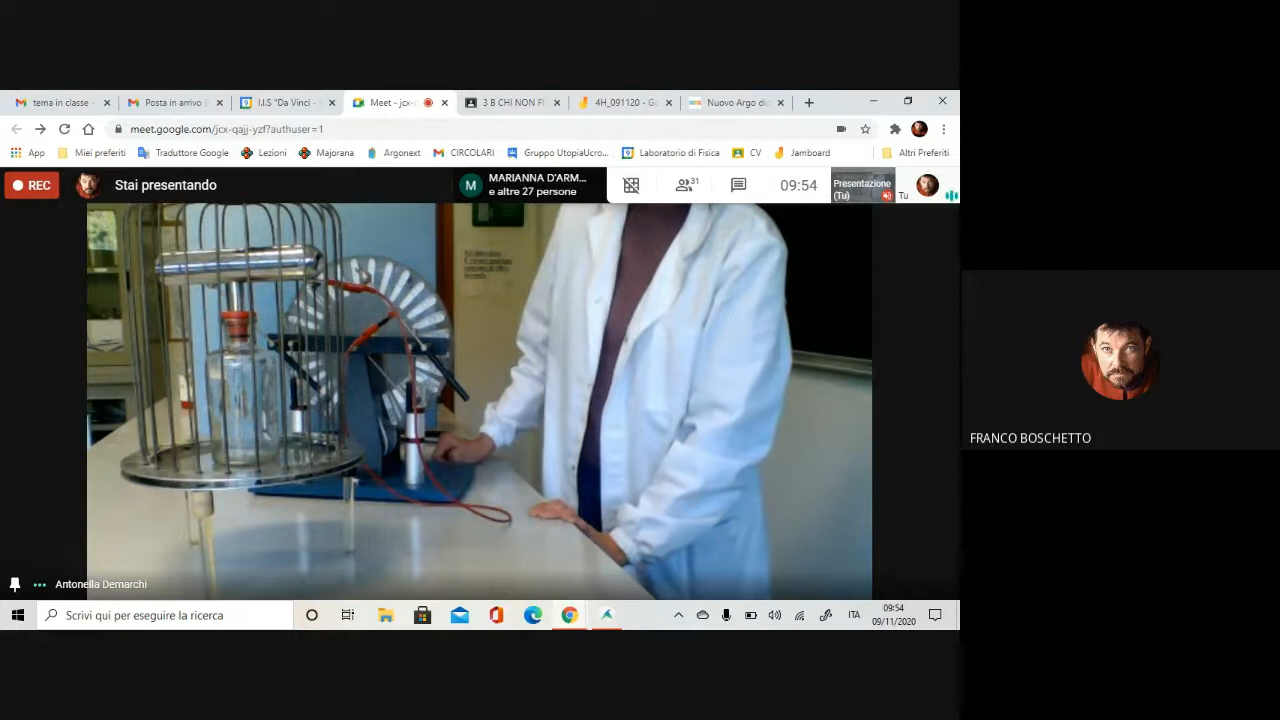 tema in classe -
Posta in arrivo
I.I.S "Da Vinci -
Meet – jcx-q
3 B CHI NON F
4H_091120 - G
Nuovo Argo di
meet.google.com/jcx-qajj-yzf?authuser=1
App Miei preferiti Traduttore Google Lezioni Majorana Argonext CIRCOLARI Gruppo UtopiaUcro... Laboratorio di Fisica CV Jamboard Altri Preferiti
REC
Stai presentando
M
MARIANNA D'ARM...
e altre 27 persone
31
09:54
Presentazione
(Tu)
Tu
Antonella Demarchi
FRANCO BOSCHETTO
Scrivi qui per eseguire la ricerca
ITA
09:54
09/11/2020